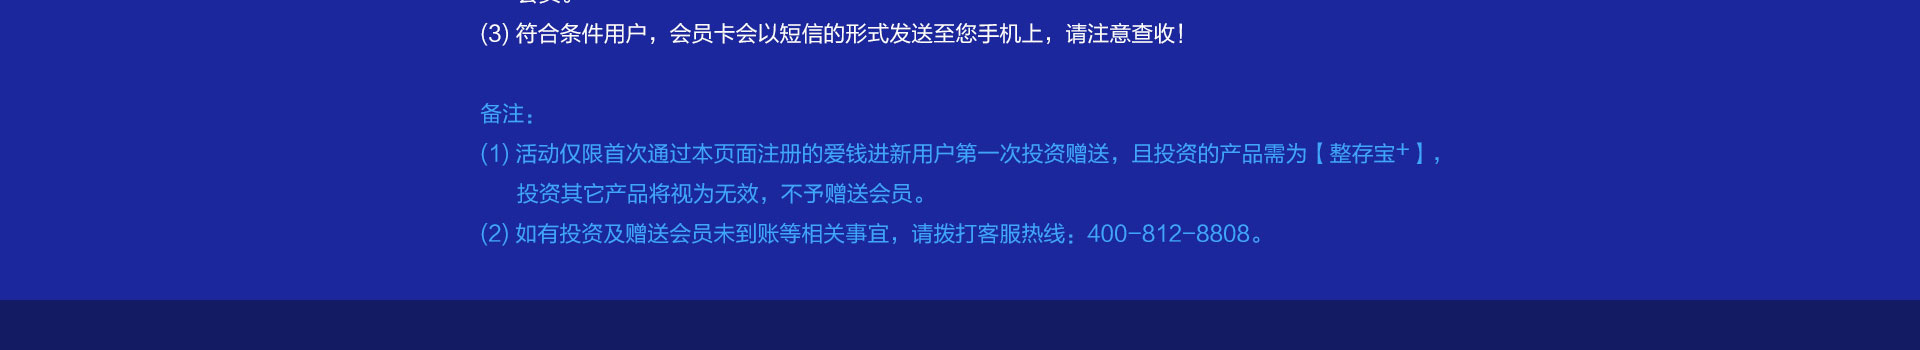 会员。
(3) 符合条件用户，会员卡会以短信的形式发送至您手机上，请注意查收！
备注：
(1) 活动仅限首次通过本页面注册的爱钱进新用户第一次投资赠送，且投资的产品需为【整存宝+】，
投资其它产品将视为无效，不予赠送会员。
(2) 如有投资及赠送会员未到账等相关事宜，请拨打客服热线：400-812-8808。